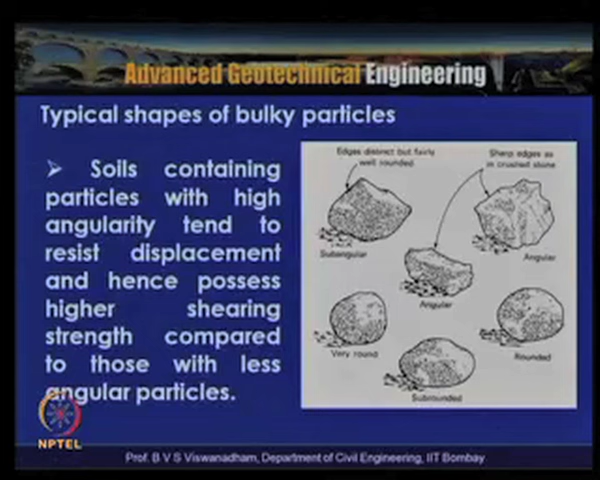 Advanced Geotechnical Engineering
Typical shapes of bulky particles
➢ Soils containing
particles with high
angularity tend to
resist displacement
and hence possess
higher shearing
strength compared
to those with less
angular particles.
Edges distinct but fairly
well rounded
Sharp edges as
in crushed stone
Subangular
Angular
Angular
Very round
Rounded
Subrounded
NPTEL
Prof. B V S Viswanadham, Department of Civil Engineering, IIT Bombay